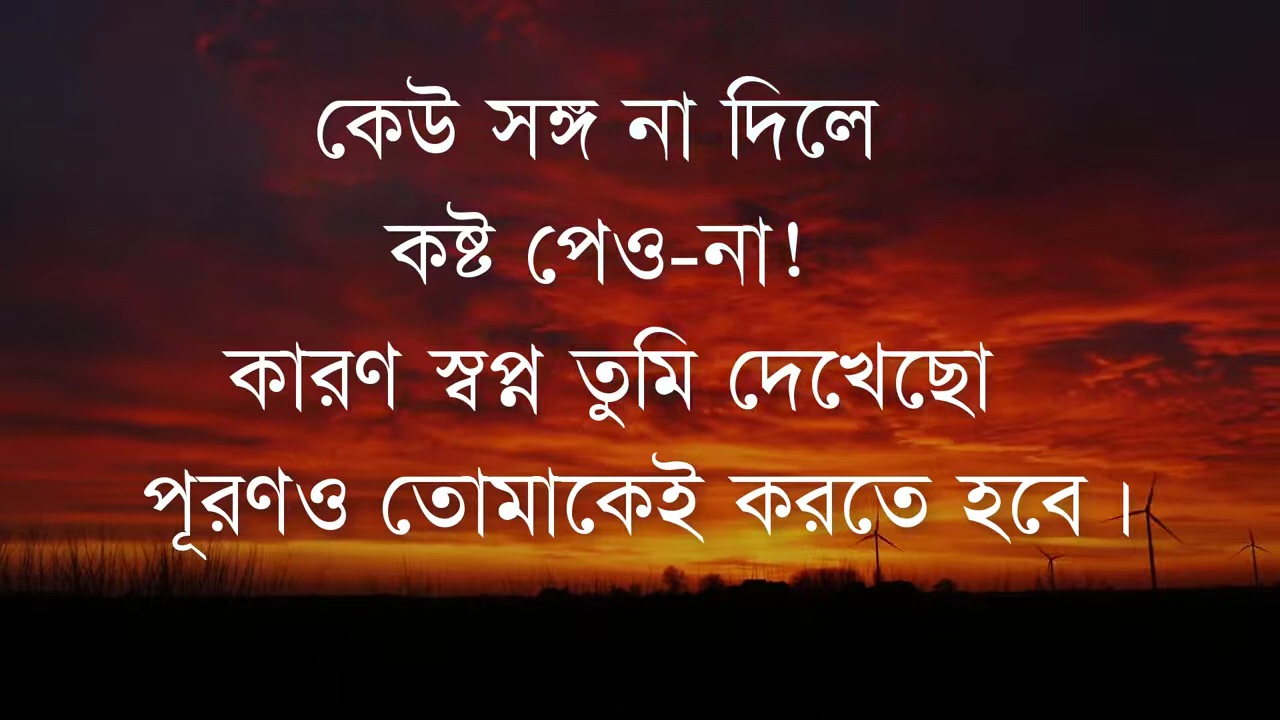 কেউ সঙ্গ না দিলে
কষ্ট পেও-না!
কারণ স্বপ্ন তুমি দেখেছো
পূরণও তোমাকেই করতে হবে ।